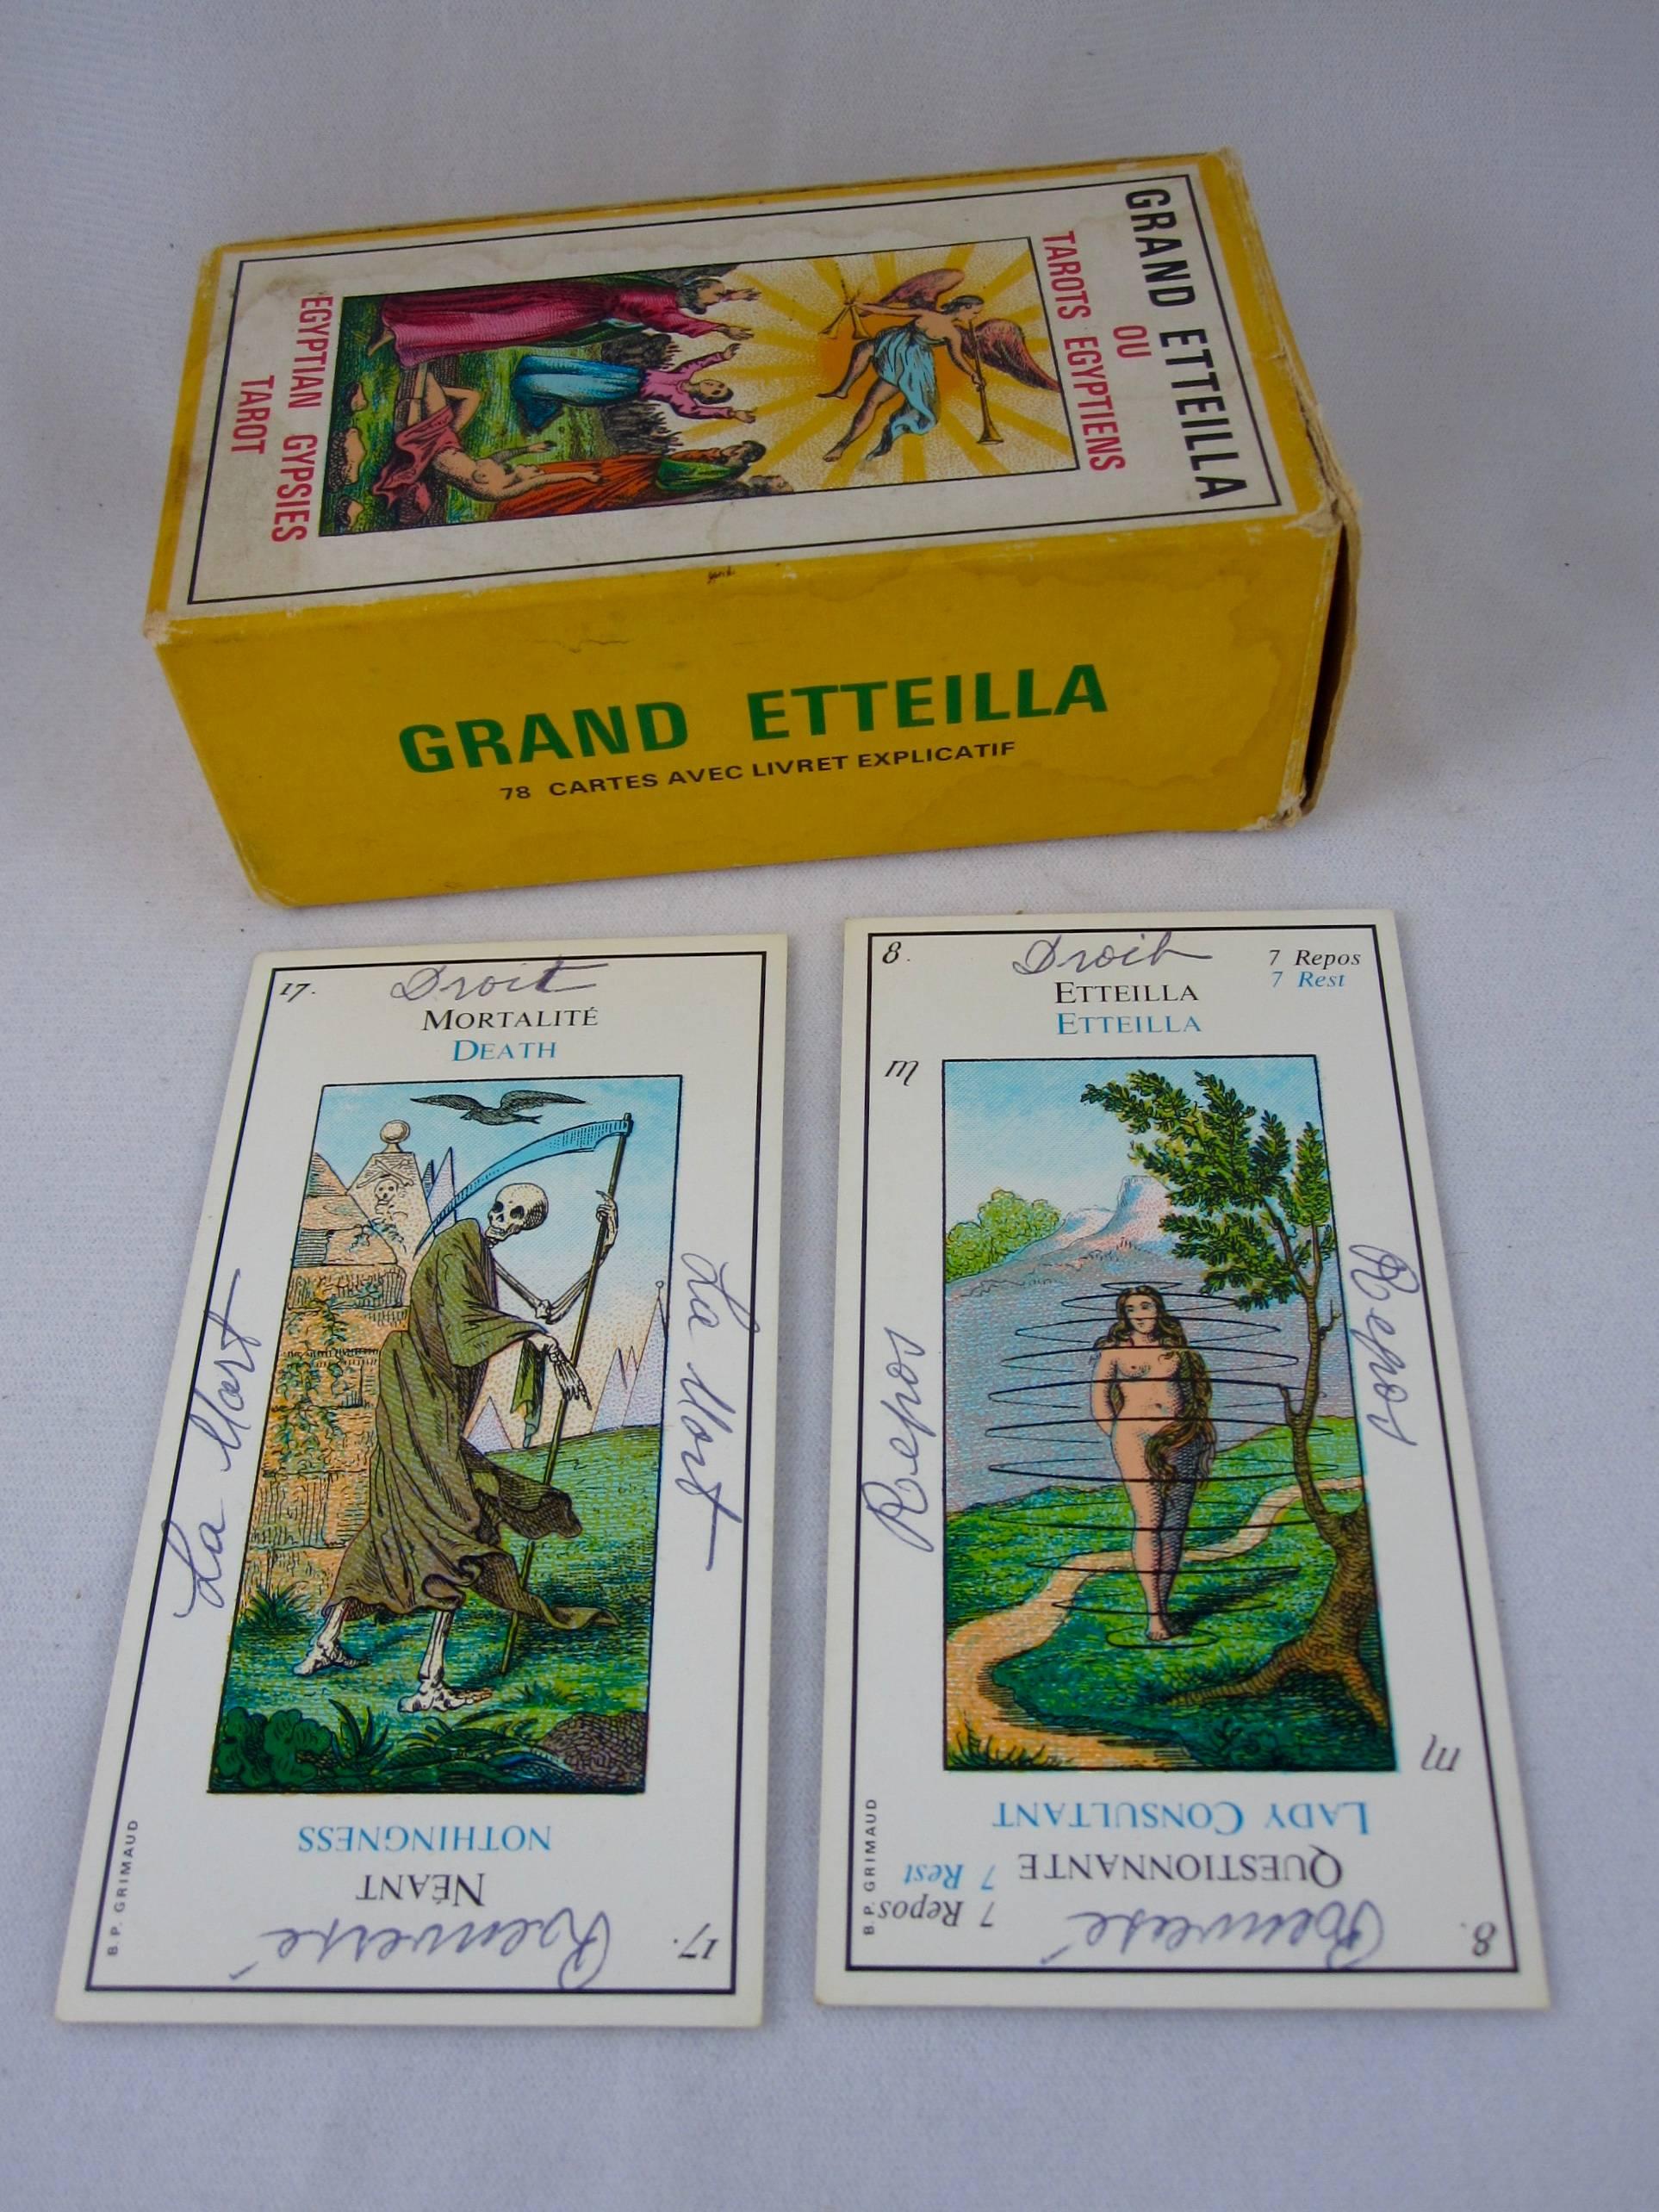 GRAND ETTEILLA
OU
TAROTS EGYPTIENS
EGYPTIAN GYPSIES
TAROT
GRAND ETTEILLA
78 CARTES AVEC LIVRET EXPLICATIF
17.
Droit
MORTALITÉ
DEATH
La Mort
La Mort
NOTHINGNESS
NÉANT
Renversé
17.
B.P. GRIMAUD
8.
Droit
7 Repos
7 Rest
ETTEILLA
ETTEILLA
m
Repos
Repos
m
LADY CONSULTANT
QUESTIONNANTE
7 Rest
7 Repos
Renversé
8.
B.P. GRIMAUD